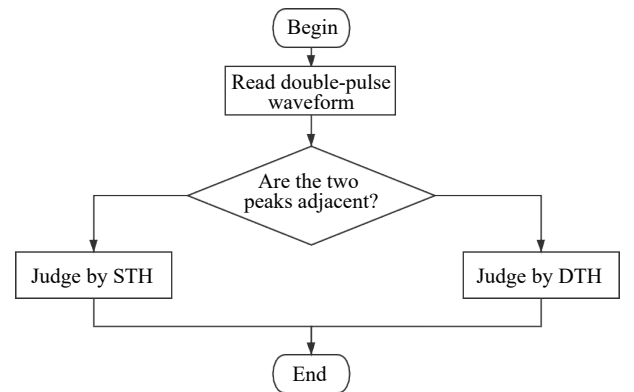 Begin
Read double-pulse
waveform
Are the two
peaks adjacent?
Judge by STH
Judge by DTH
End